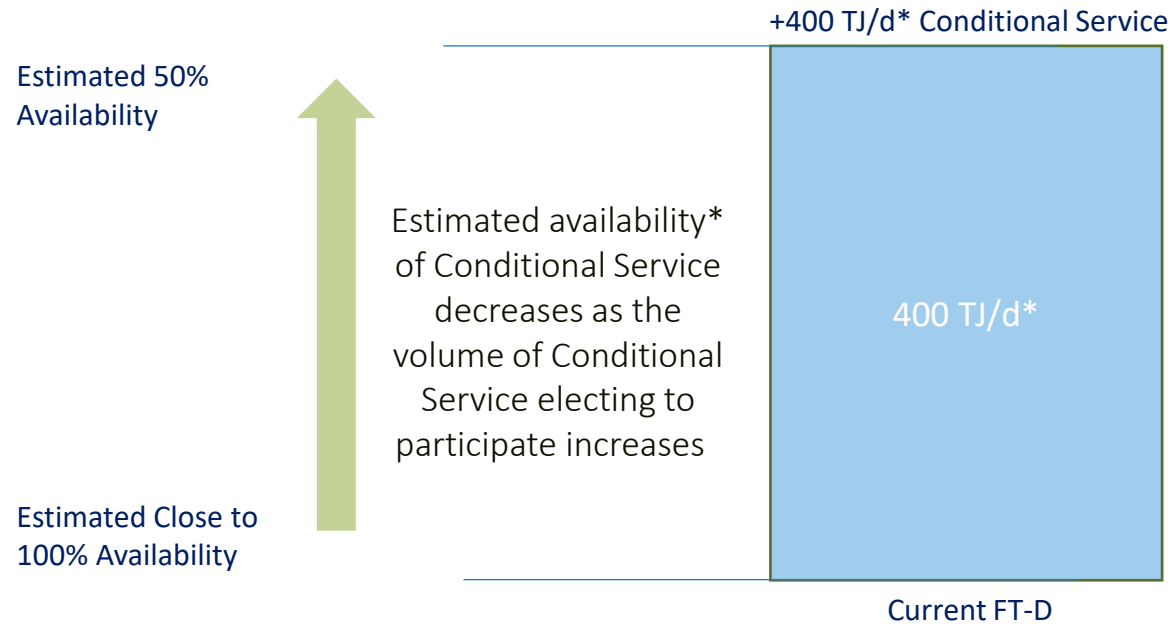 +400 TJ/d* Conditional Service
Estimated 50%
Availability
Estimated availability*
of Conditional Service
decreases as the
volume of Conditional
Service electing to
participate increases
400 TJ/d*
Estimated Close to
100% Availability
Current FT-D